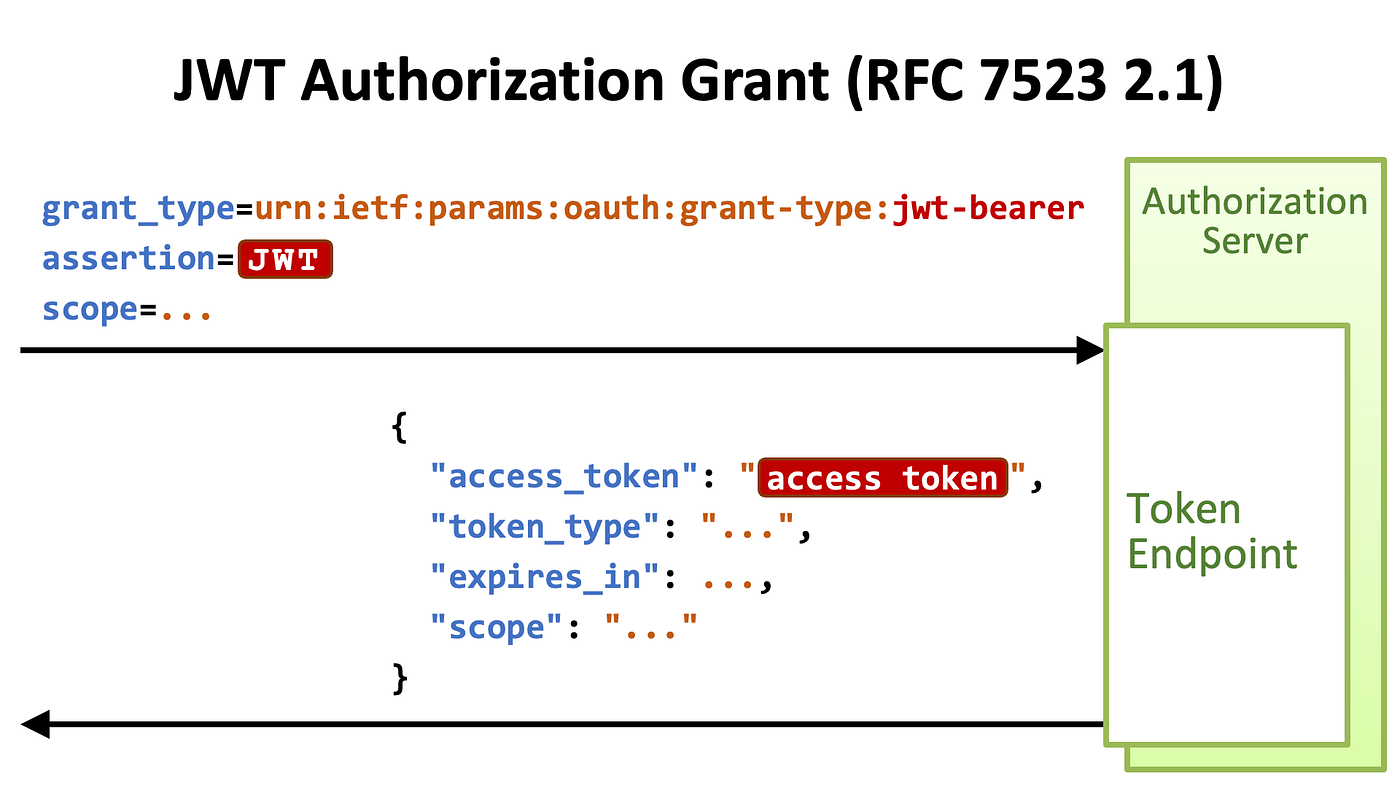 JWT Authorization Grant (RFC 7523 2.1)
grant_type=urn:ietf:params:oauth:grant-type:jwt-bearer
assertion=JWT
scope=...
Authorization
Server
{
"access_token": "access token",
"token_type": "...",
"expires_in": ...,
"scope": "..."
}
Token
Endpoint